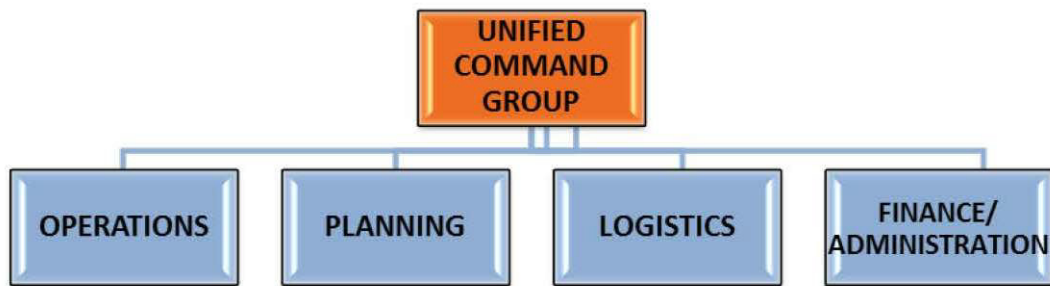 UNIFIED
COMMAND
GROUP
OPERATIONS
PLANNING
LOGISTICS
FINANCE/
ADMINISTRATION